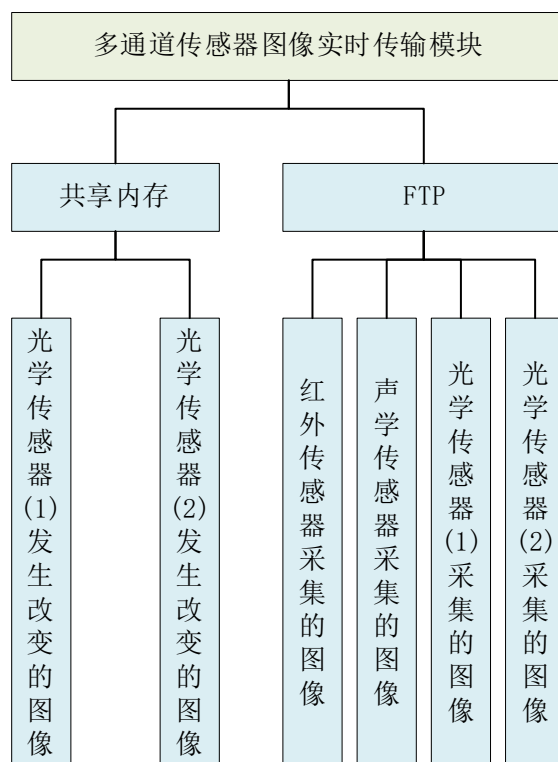 多通道传感器图像实时传输模块
共享内存
FTP
光学传感器(1)发生改变的图像
光学传感器(2)发生改变的图像
红外传感器采集的图像
声学传感器采集的图像
光学传感器(1)采集的图像
光学传感器(2)采集的图像